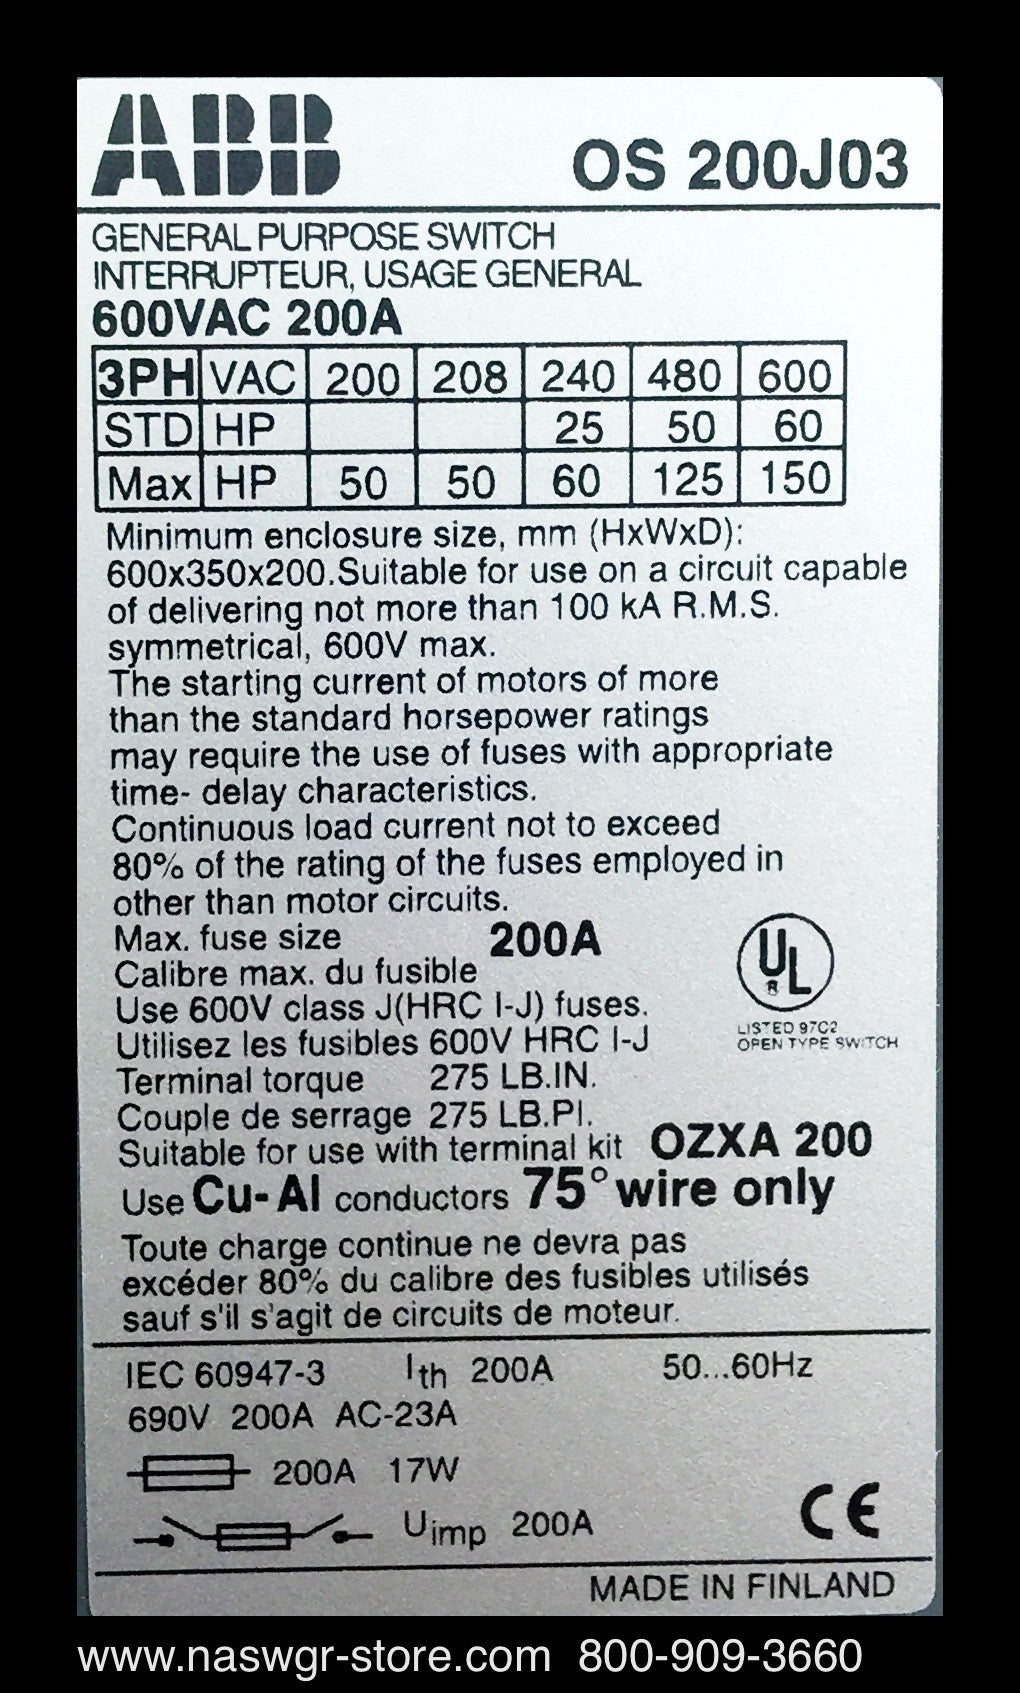 ABB OS 200J03
GENERAL PURPOSE SWITCH
INTERRUPTEUR, USAGE GENERAL
600VAC 200A
3PH VAC 200 208 240 480 600
STD HP 25 50 60
Max HP 50 50 60 125 150
Minimum enclosure size, mm (HxWxD):
600x350x200.Suitable for use on a circuit capable
of delivering not more than 100 kA R.M.S.
symmetrical, 600V max.
The starting current of motors of more
than the standard horsepower ratings
may require the use of fuses with appropriate
time- delay characteristics.
Continuous load current not to exceed
80% of the rating of the fuses employed in
other than motor circuits.
Max. fuse size 200A
Calibre max. du fusible
Use 600V class J(HRC I-J) fuses.
Utilisez les fusibles 600V HRC I-J
UL R
LISTED 97C2
OPEN TYPE SWITCH
Terminal torque 275 LB.IN.
Couple de serrage 275 LB.PI.
Suitable for use with terminal kit OZXA 200
Use Cu-Al conductors 75° wire only
Toute charge continue ne devra pas
excéder 80% du calibre des fusibles utilisés
sauf s'il s'agit de circuits de moteur.
IEC 60947-3 Ith 200A 50...60Hz
690V 200A AC-23A
200A 17W
Uimp 200A CE
MADE IN FINLAND
www.naswgr-store.com 800-909-3660